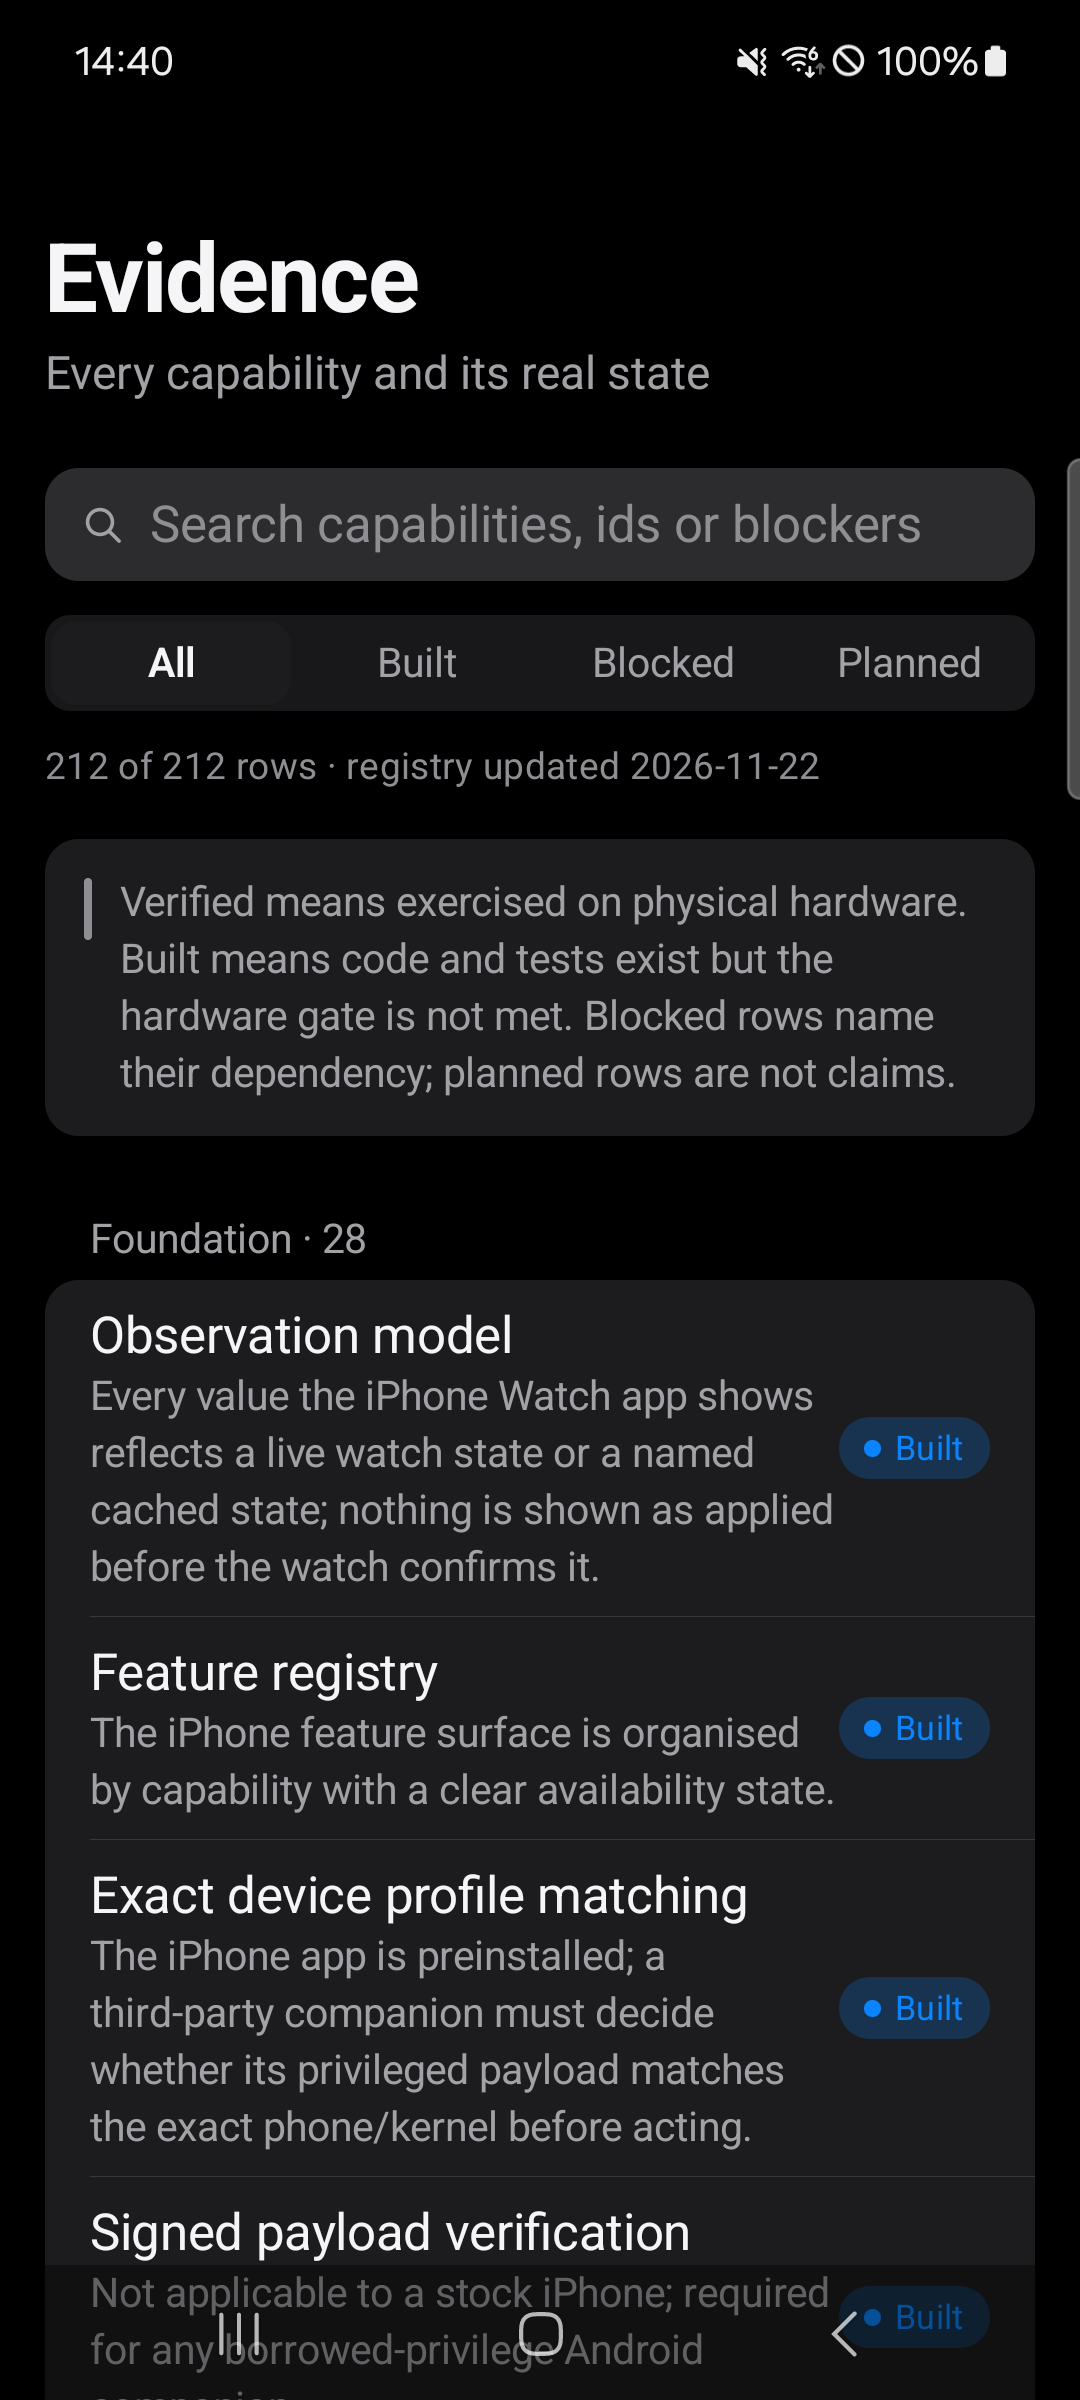 14:40
100%
Evidence
Every capability and its real state
Search capabilities, ids or blockers
All
Built
Blocked
Planned
212 of 212 rows · registry updated 2026-11-22
Verified means exercised on physical hardware.
Built means code and tests exist but the
hardware gate is not met. Blocked rows name
their dependency; planned rows are not claims.
Foundation · 28
Observation model
Every value the iPhone Watch app shows
reflects a live watch state or a named
cached state; nothing is shown as applied
before the watch confirms it.
Built
Feature registry
The iPhone feature surface is organised
by capability with a clear availability state.
Built
Exact device profile matching
The iPhone app is preinstalled; a
third-party companion must decide
whether its privileged payload matches
the exact phone/kernel before acting.
Built
Signed payload verification
Not applicable to a stock iPhone; required
for any borrowed-privilege Android
Built